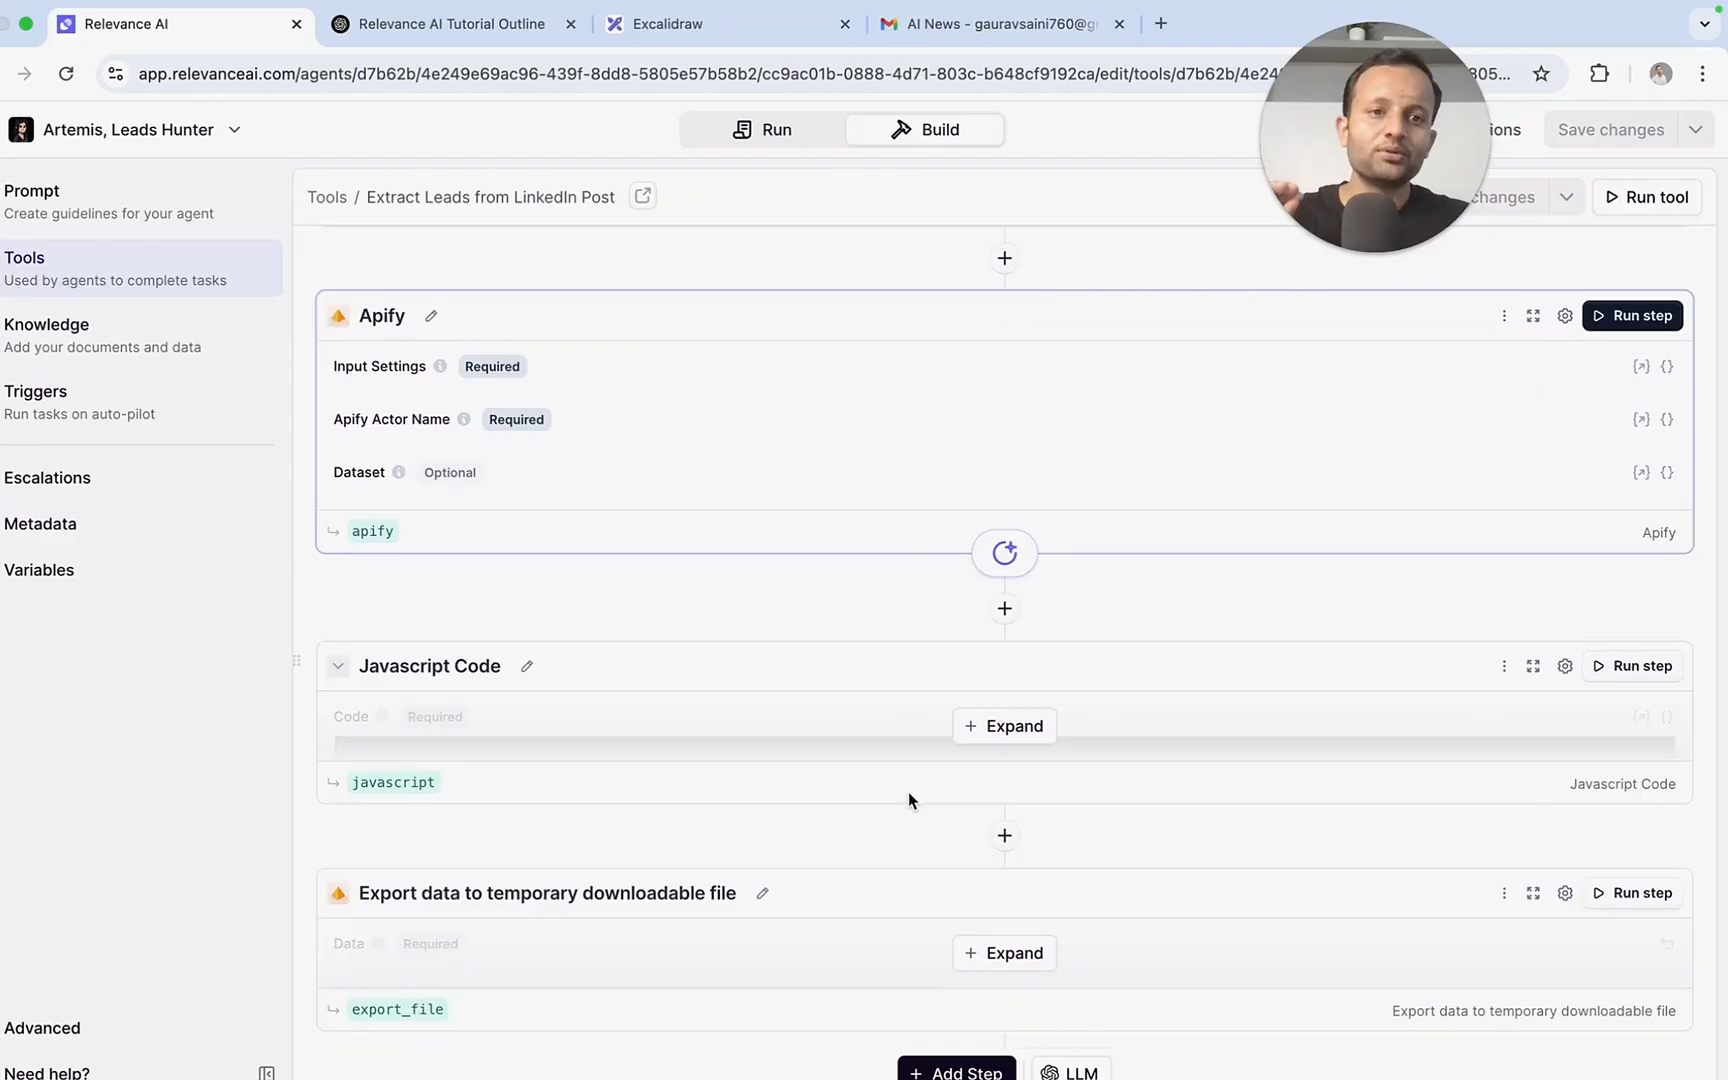 Relevance AI
Relevance AI Tutorial Outline
Excalidraw
AI News - gauravsaini760@g
app.relevanceai.com/agents/d7b62b/4e249e69ac96-439f-8dd8-5805e57b58b2/cc9ac01b-0888-4d71-803c-b648cf9192ca/edit/tools/d7b62b/4e24 805...
Artemis, Leads Hunter
Run
Build
ions
Save changes
Prompt
Create guidelines for your agent
Tools
Used by agents to complete tasks
Knowledge
Add your documents and data
Triggers
Run tasks on auto-pilot
Escalations
Metadata
Variables
Advanced
Need help?
Tools / Extract Leads from LinkedIn Post
changes
Run tool
Apify
Run step
Input Settings Required
Apify Actor Name Required
Dataset Optional
apify
Apify
Javascript Code
Run step
Code Required
Expand
javascript
Javascript Code
Export data to temporary downloadable file
Run step
Data Required
Expand
export_file
Export data to temporary downloadable file
Add Step
LLM